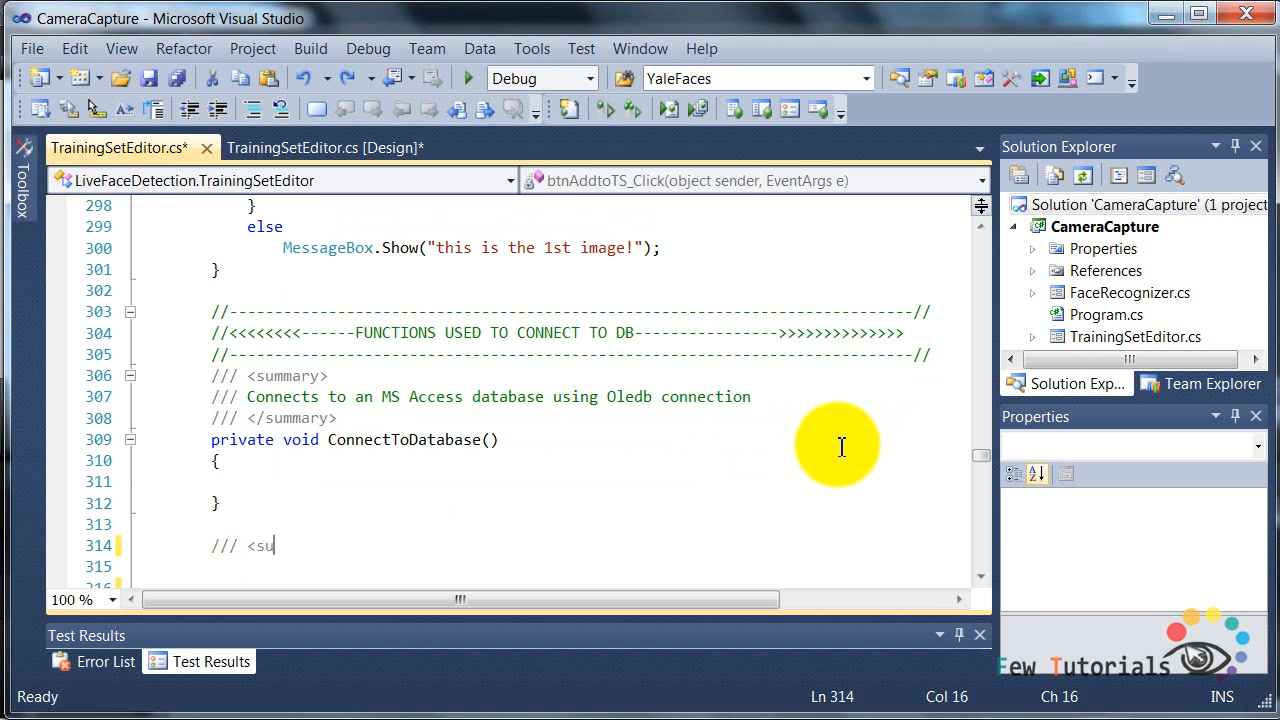 CameraCapture - Microsoft Visual Studio
File Edit View Refactor Project Build Debug Team Data Tools Test Window Help
Debug YaleFaces
Toolbox
TrainingSetEditor.cs* TrainingSetEditor.cs [Design]*
LiveFaceDetection.TrainingSetEditor btnAddtoTS_Click(object sender, EventArgs e)
298 }
299 else
300 MessageBox.Show("this is the 1st image!");
301 }
302
303 //---------------------------------------------------------------------------//
304 //<<<<<<<<------FUNCTIONS USED TO CONNECT TO DB---------------->>>>>>>>>>>>>>
305 //---------------------------------------------------------------------------//
306 /// <summary>
307 /// Connects to an MS Access database using Oledb connection
308 /// </summary>
309 private void ConnectToDatabase()
310 {
311
312 }
313
314 /// <su
315
100 %
Test Results
Error List Test Results
Solution Explorer
Solution 'CameraCapture' (1 project
CameraCapture
Properties
References
FaceRecognizer.cs
Program.cs
TrainingSetEditor.cs
Solution Exp... Team Explorer
Properties
Few Tutorials
Ready Ln 314 Col 16 Ch 16 INS